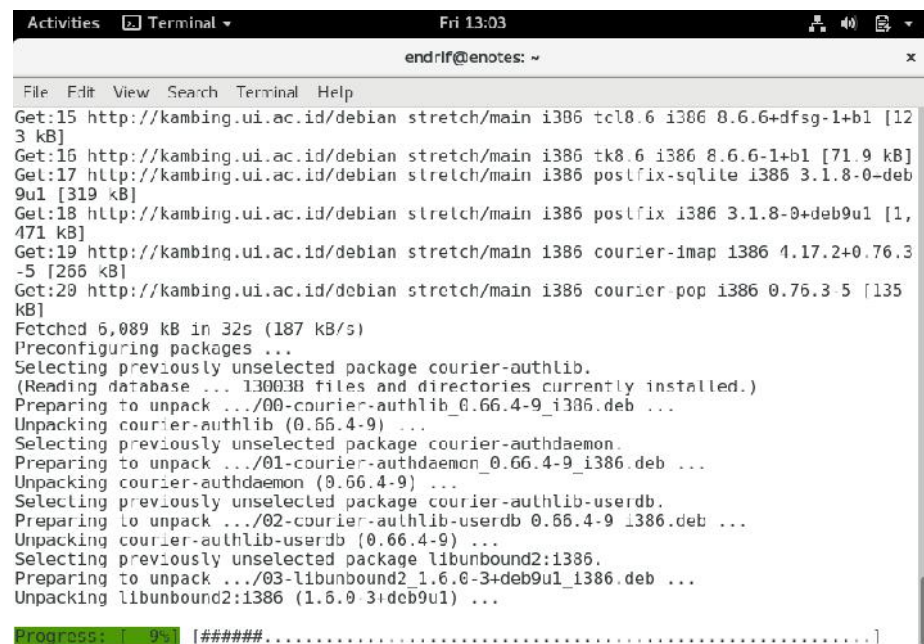 Activities Terminal Fri 13:03
endrif@enotes: ~ x
File Edit View Search Terminal Help
Get:15 http://kambing.ui.ac.id/debian stretch/main i386 tcl8.6 i386 8.6.6+dfsg-1+b1 [12
3 kB]
Get:16 http://kambing.ui.ac.id/debian stretch/main i386 tk8.6 i386 8.6.6-1+b1 [71.9 kB]
Get:17 http://kambing.ui.ac.id/debian stretch/main i386 postfix-sqlite i386 3.1.8-0+deb
9u1 [319 kB]
Get:18 http://kambing.ui.ac.id/debian stretch/main i386 postfix i386 3.1.8-0+deb9u1 [1,
471 kB]
Get:19 http://kambing.ui.ac.id/debian stretch/main i386 courier-imap i386 4.17.2+0.76.3
-5 [266 kB]
Get:20 http://kambing.ui.ac.id/debian stretch/main i386 courier-pop i386 0.76.3-5 [135
kB]
Fetched 6,089 kB in 32s (187 kB/s)
Preconfiguring packages ...
Selecting previously unselected package courier-authlib.
(Reading database ... 130038 files and directories currently installed.)
Preparing to unpack .../00-courier-authlib_0.66.4-9_i386.deb ...
Unpacking courier-authlib (0.66.4-9) ...
Selecting previously unselected package courier-authdaemon.
Preparing to unpack .../01-courier-authdaemon_0.66.4-9_i386.deb ...
Unpacking courier-authdaemon (0.66.4-9) ...
Selecting previously unselected package courier-authlib-userdb.
Preparing to unpack .../02-courier-authlib-userdb_0.66.4-9_i386.deb ...
Unpacking courier-authlib-userdb (0.66.4-9) ...
Selecting previously unselected package libunbound2:i386.
Preparing to unpack .../03-libunbound2_1.6.0-3+deb9u1_i386.deb ...
Unpacking libunbound2:i386 (1.6.0-3+deb9u1) ...
Progress: [  9%] [######...........................................................]